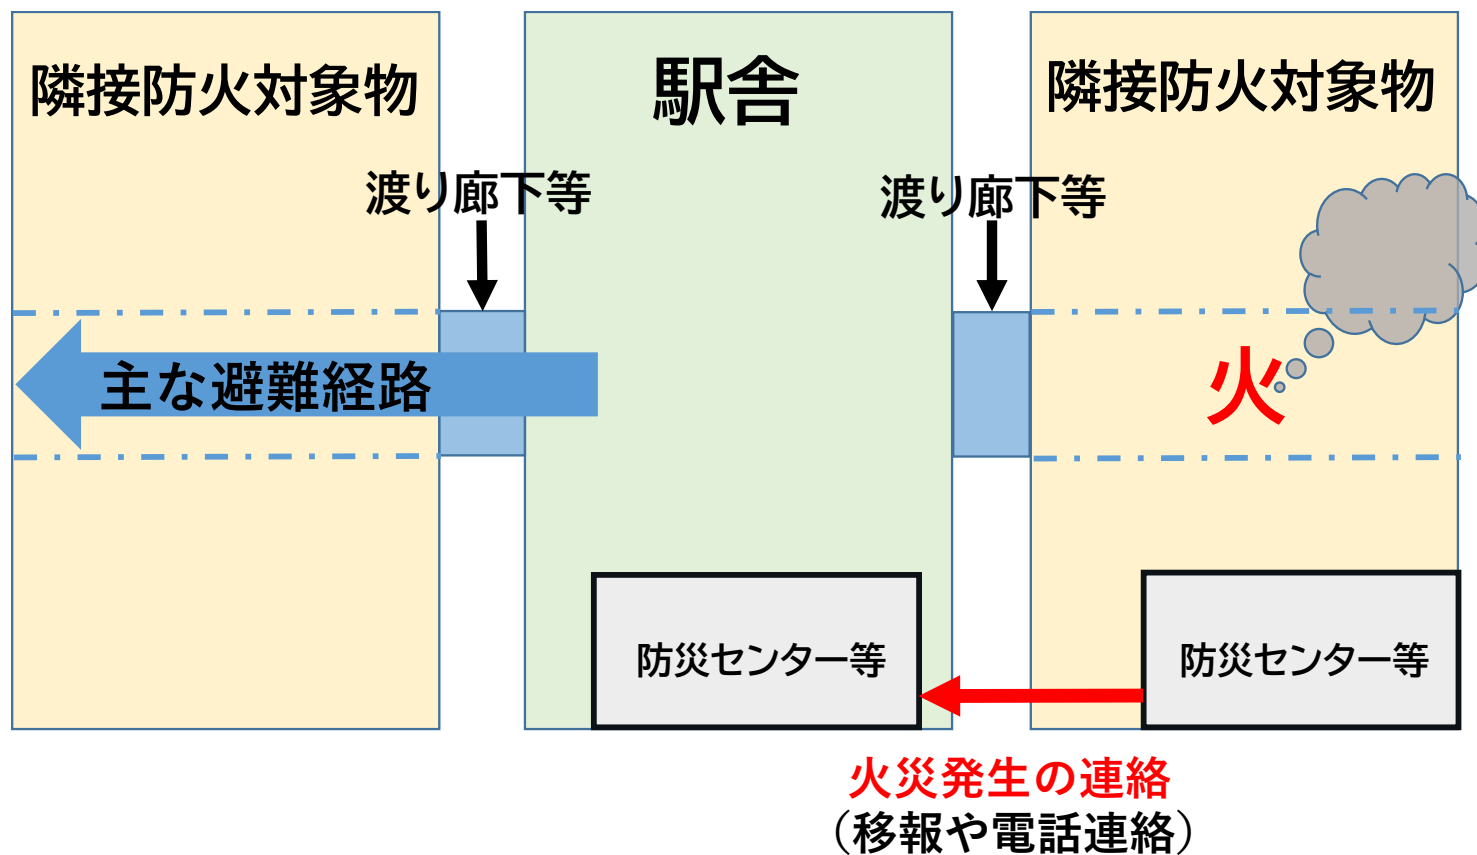 隣接防火対象物
駅舎
隣接防火対象物
渡り廊下等
渡り廊下等
主な避難経路
火
防災センター等
防災センター等
火災発生の連絡
（移報や電話連絡）